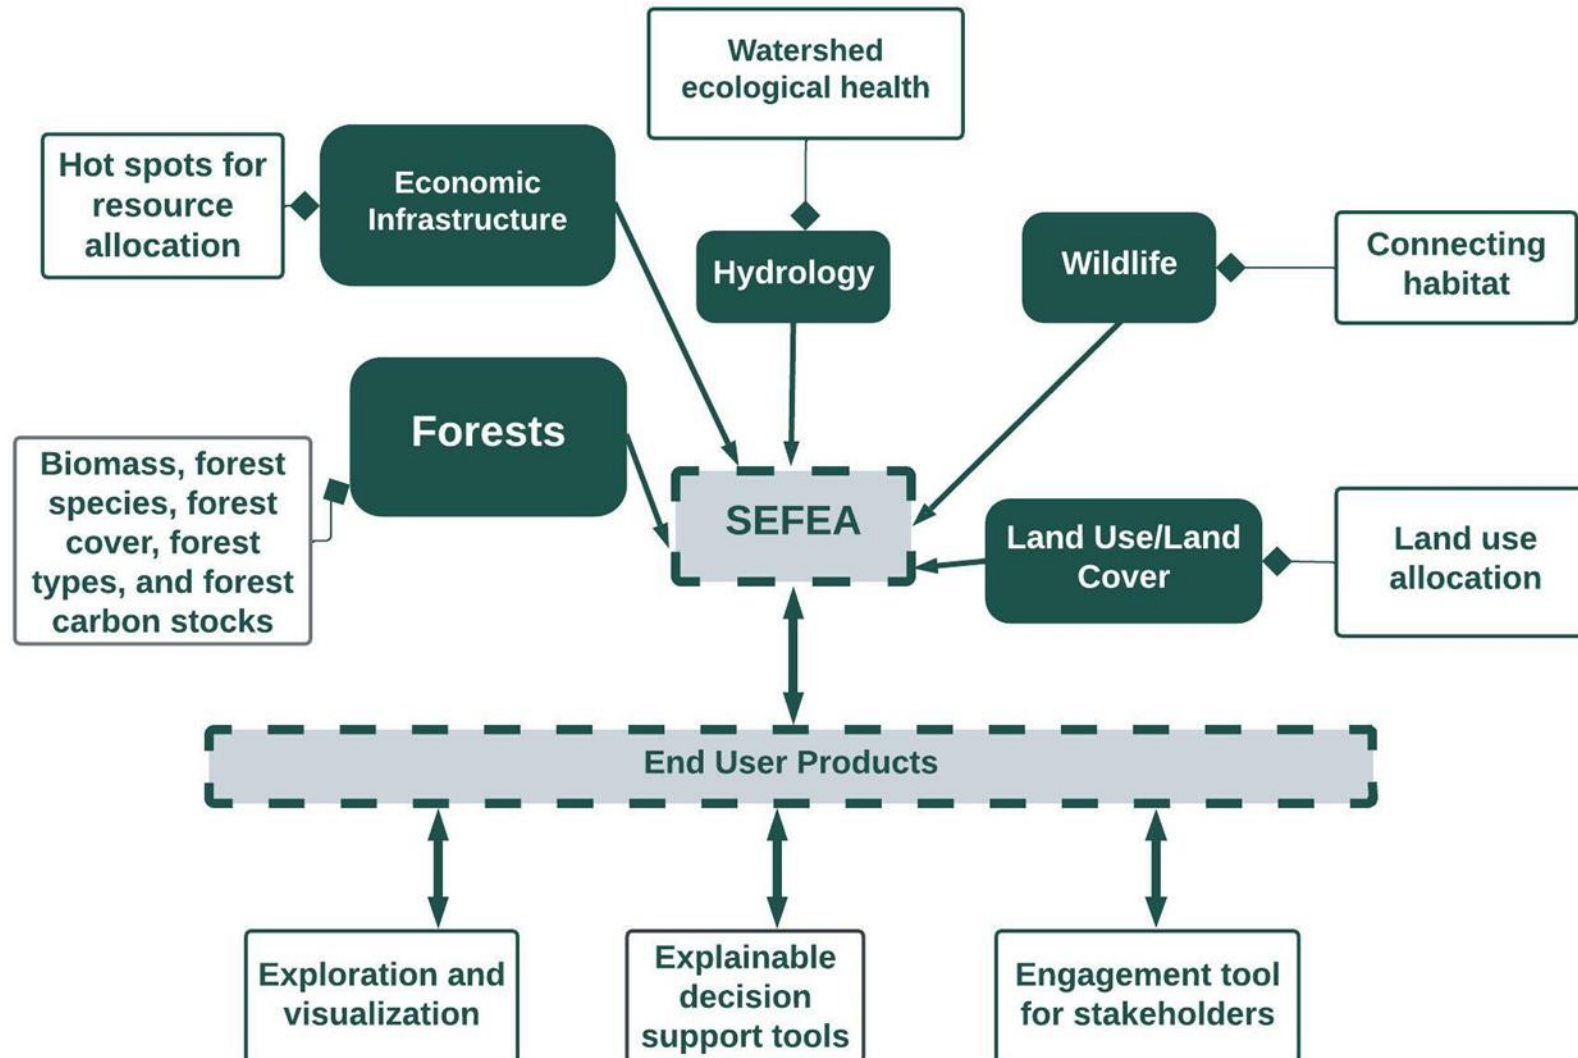 Watershed
ecological health
Hot spots for
resource
allocation
Economic
Infrastructure
Hydrology
Wildlife
Connecting
habitat
Forests
Biomass, forest
species, forest
cover, forest
types, and forest
carbon stocks
SEFEA
Land Use/Land
Cover
Land use
allocation
End User Products
Exploration and
visualization
Explainable
decision
support tools
Engagement tool
for stakeholders